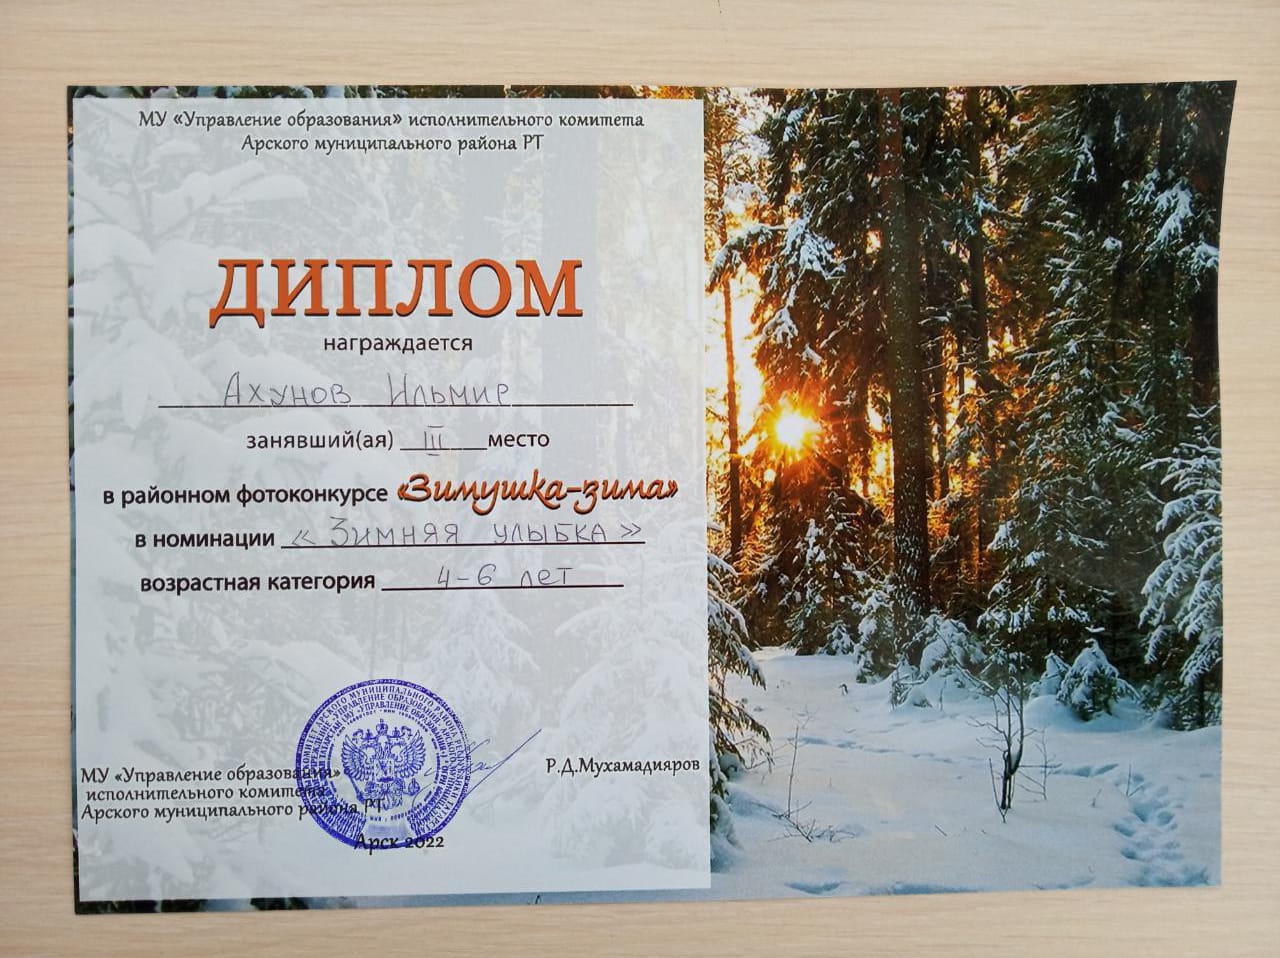 МУ «Управление образования» исполнительного комитета
Арского муниципального района РТ
ДИПЛОМ
награждается
Ахунов Ильмир
занявший(ая) III место
в районном фотоконкурсе «Зимушка-зима»
в номинации «Зимняя улыбка»
возрастная категория 4-6 лет
МУ «Управление образования»
исполнительного комитета
Арского муниципального района РТ
Р.Д.Мухамадияров
Арск 2022